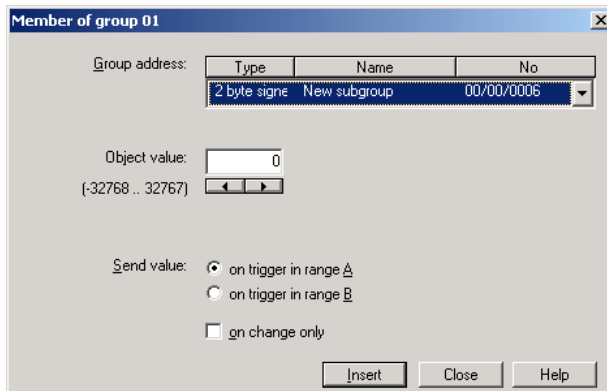 Member of group 01
Group address:
Type Name No
2 byte signe New subgroup 00/00/0006
Object value:
0
(-32768 .. 32767)
Send value:
on trigger in range A
on trigger in range B
on change only
Insert Close Help